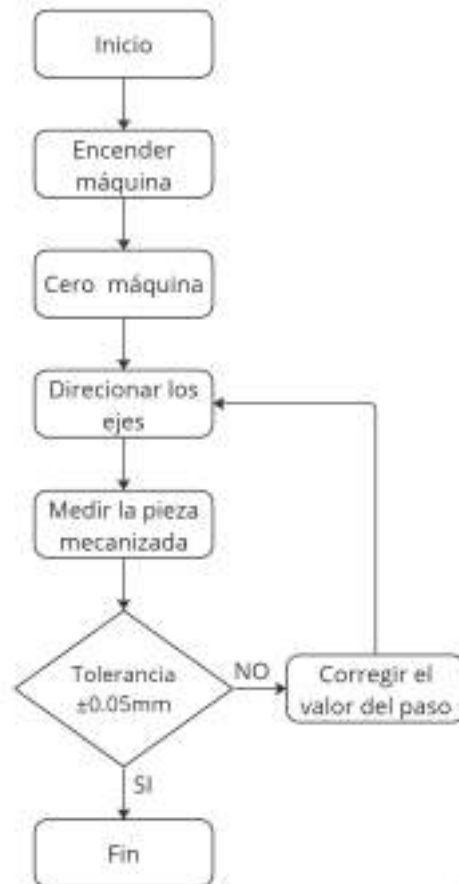 Inicio
Encender
máquina
Cero máquina
Direcionar los
ejes
Medir la pieza
mecanizada
Tolerancia
±0.05mm
NO
Corregir el
valor del paso
SI
Fin